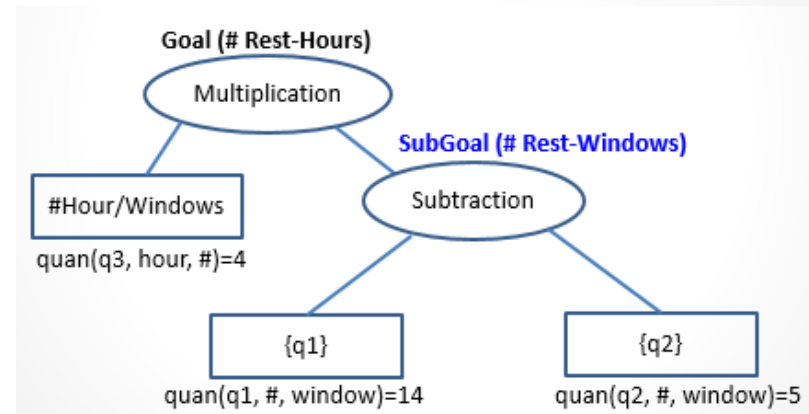 Goal (# Rest-Hours)
Multiplication
SubGoal (# Rest-Windows)
#Hour/Windows
Subtraction
quan(q3, hour, #)=4
{q1}
{q2}
quan(q1, #, window)=14
quan(q2, #, window)=5